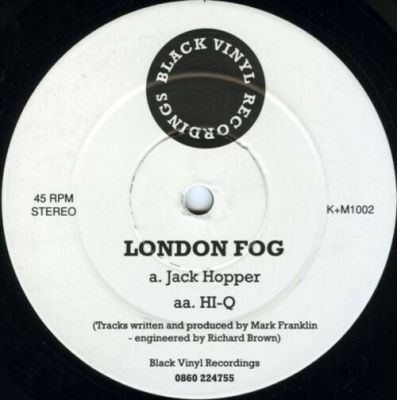 BLACK VINYL RECORDINGS
45 RPM
STEREO
K+M1002
LONDON FOG
a. Jack Hopper
aa. HI-Q
(Tracks written and produced by Mark Franklin
- engineered by Richard Brown)
Black Vinyl Recordings
0860 224755